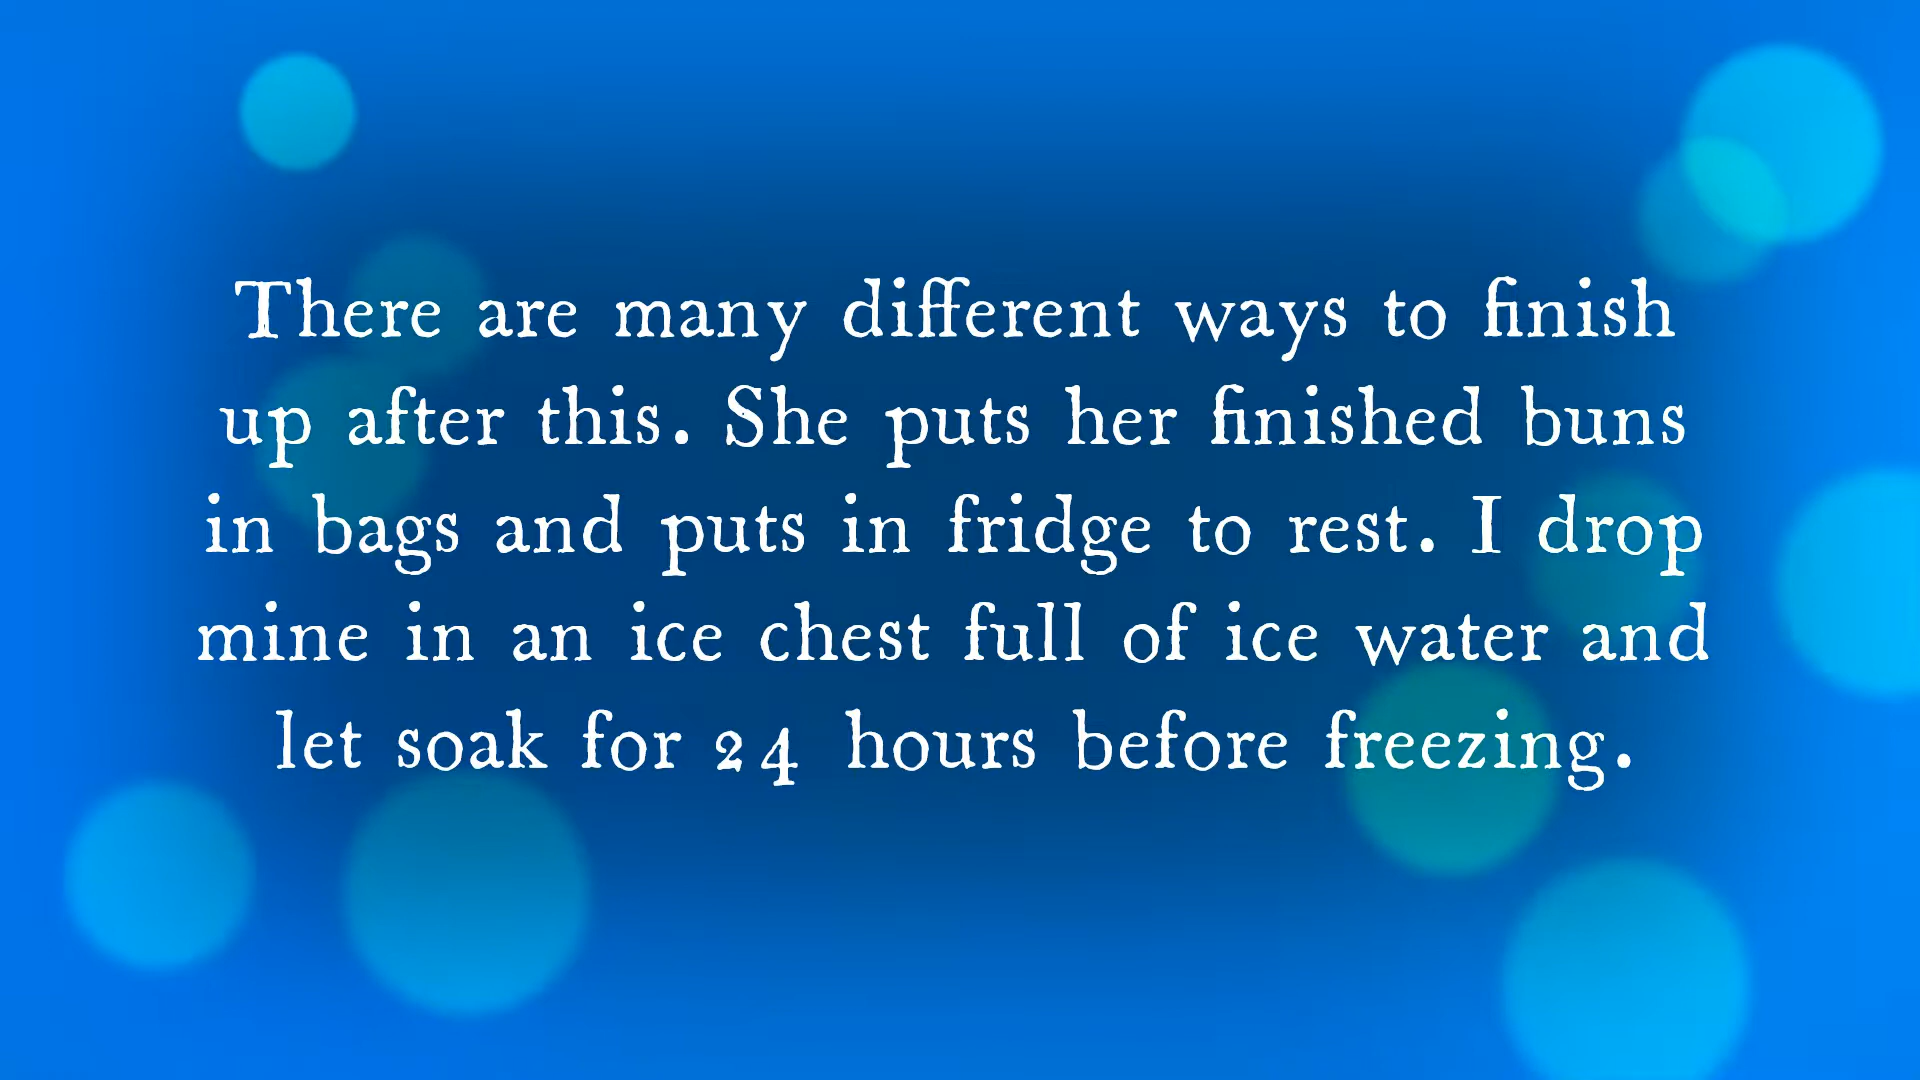 There are many different ways to finish
up after this. She puts her finished buns
in bags and puts in fridge to rest. I drop
mine in an ice chest full of ice water and
let soak for 24 hours before freezing.